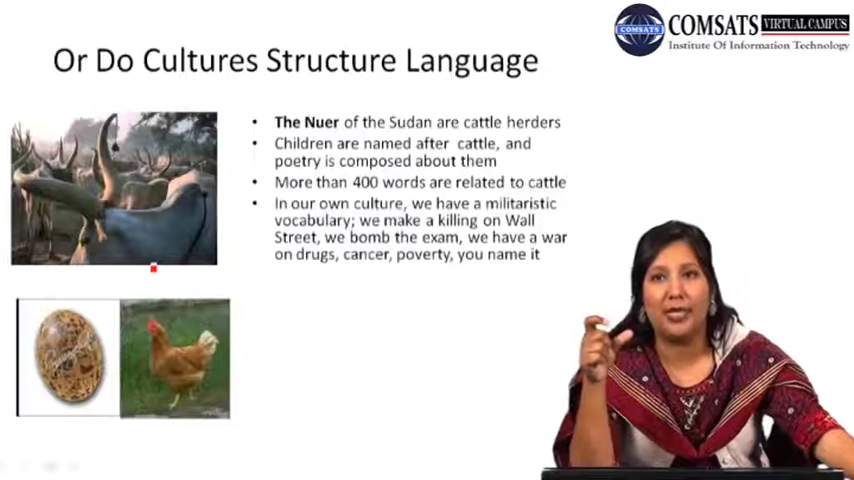 COMSATS VIRTUAL CAMPUS
COMSATS
Institute Of Information Technology
Or Do Cultures Structure Language
• The Nuer of the Sudan are cattle herders
• Children are named after cattle, and
poetry is composed about them
• More than 400 words are related to cattle
• In our own culture, we have a militaristic
vocabulary; we make a killing on Wall
Street, we bomb the exam, we have a war
on drugs, cancer, poverty, you name it